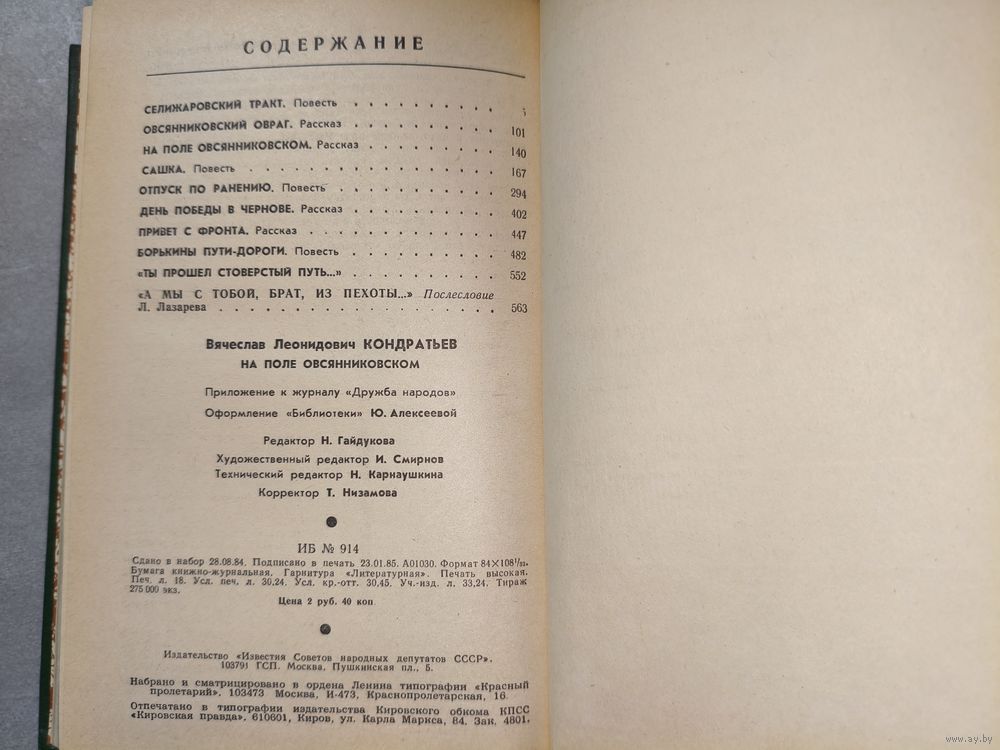 СОДЕРЖАНИЕ
СЕЛИЖАРОВСКИЙ ТРАКТ. Повесть . . . . . . . . . .
ОВСЯННИКОВСКИЙ ОВРАГ. Рассказ . . . . . . . . . . 101
НА ПОЛЕ ОВСЯННИКОВСКОМ. Рассказ . . . . . . . . . 140
САШКА. Повесть . . . . . . . . . . . . . . . 167
ОТПУСК ПО РАНЕНИЮ. Повесть . . . . . . . . . . . 294
ДЕНЬ ПОБЕДЫ В ЧЕРНОВЕ. Рассказ . . . . . . . . . . 402
ПРИВЕТ С ФРОНТА. Рассказ . . . . . . . . . . . . 447
БОРЬКИНЫ ПУТИ-ДОРОГИ. Повесть . . . . . . . . . . 482
«ТЫ ПРОШЕЛ СТОВЕРСТЫЙ ПУТЬ...» . . . . . . . . . . 552
«А МЫ С ТОБОЙ, БРАТ, ИЗ ПЕХОТЫ...» Послесловие
Л. Лазарева . . . . . . . . . . . . . . . 563
Вячеслав Леонидович КОНДРАТЬЕВ
НА ПОЛЕ ОВСЯННИКОВСКОМ
Приложение к журналу «Дружба народов»
Оформление «Библиотеки» Ю. Алексеевой
Редактор Н. Гайдукова
Художественный редактор И. Смирнов
Технический редактор Н. Карнаушкина
Корректор Т. Низамова
ИБ № 914
Сдано в набор 28.08.84. Подписано в печать 23.01.85. А01030. Формат 84×108¹/₃₂.
Бумага книжно-журнальная. Гарнитура «Литературная». Печать высокая.
Печ. л. 18. Усл. печ. л. 30,24. Усл. кр.-отт. 30,45. Уч.-изд. л. 33,24. Тираж
275 000 экз.
Цена 2 руб. 40 коп
Издательство «Известия Советов народных депутатов СССР».
103791 ГСП. Москва, Пушкинская пл., 5.
Набрано и сматрицировано в ордена Ленина типографии «Красный
пролетарий». 103473 Москва, И-473, Краснопролетарская, 16.
Отпечатано в типографии издательства Кировского обкома КПСС
«Кировская правда». 610601, Киров, ул. Карла Маркса, 84. Зак. 4801.
www.ay.by